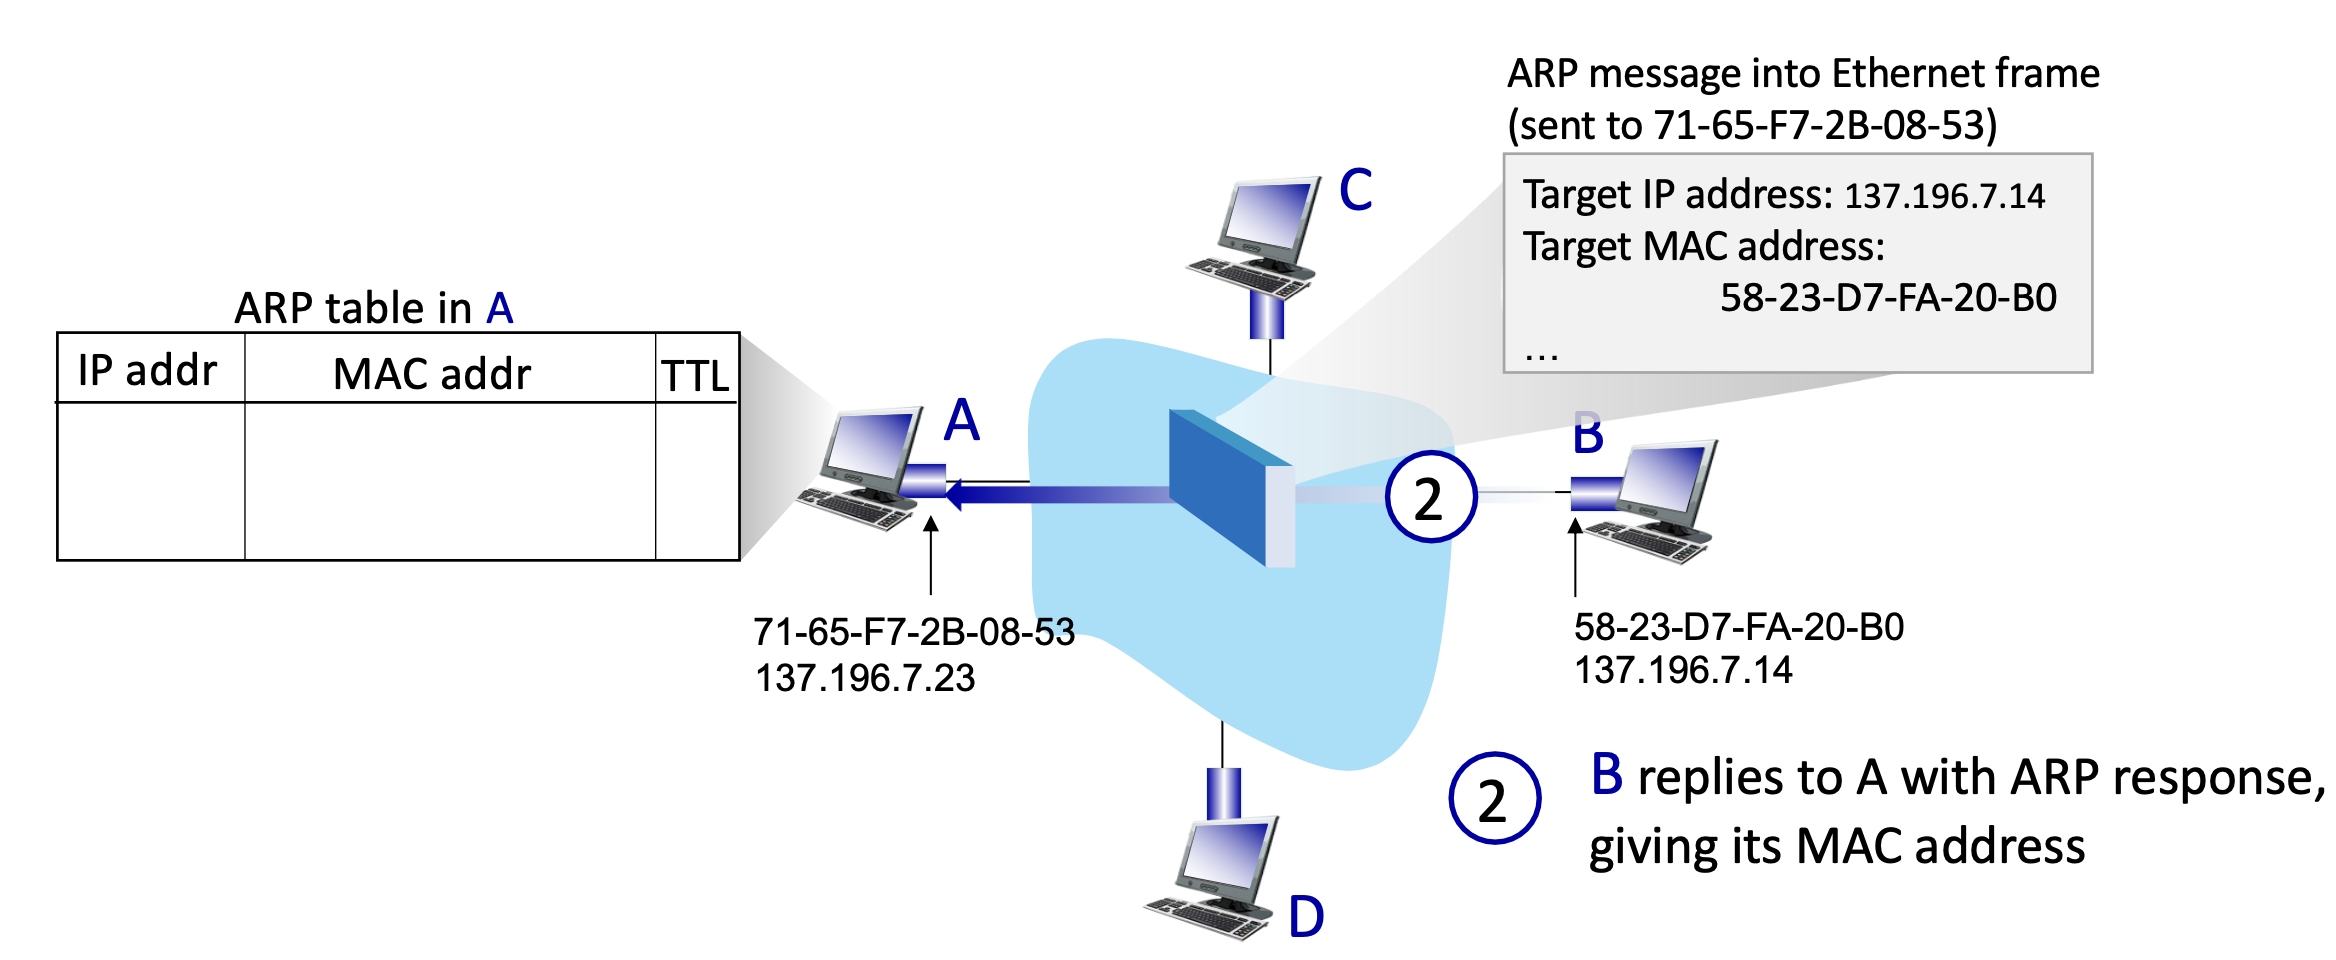 ARP message into Ethernet frame
(sent to 71-65-F7-2B-08-53)
Target IP address: 137.196.7.14
Target MAC address:
58-23-D7-FA-20-B0
...
C
ARP table in A
IP addr MAC addr TTL
A
B
2
71-65-F7-2B-08-53
137.196.7.23
58-23-D7-FA-20-B0
137.196.7.14
2 B replies to A with ARP response,
giving its MAC address
D